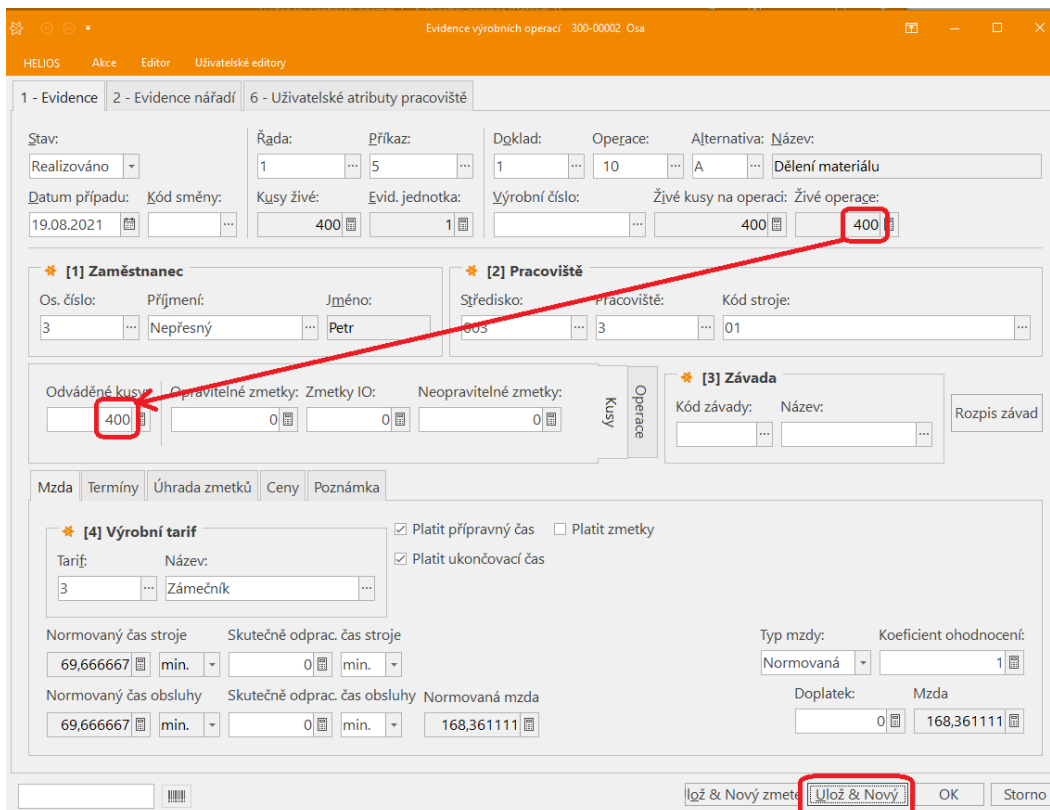 Evidence výrobních operací 300-00002 Osa
HELIOS Akce Editor Uživatelské editory
1 - Evidence 2 - Evidence nářadí 6 - Uživatelské atributy pracoviště
Stav: Řada: Příkaz: Doklad: Operace: Alternativa: Název:
Realizováno 1 5 1 10 A Dělení materiálu
Datum případu: Kód směny: Kusy živé: Evid. jednotka: Výrobní číslo: Živé kusy na operaci: Živé operace:
19.08.2021 400 1 400 400
[1] Zaměstnanec [2] Pracoviště
Os. číslo: Příjmení: Jméno: Středisko: Pracoviště: Kód stroje:
3 Nepřesný Petr 003 3 01
Odváděné kusy: Opravitelné zmetky: Zmetky IO: Neopravitelné zmetky:
400 0 0 0
Kusy
Operace
[3] Závada
Kód závady: Název:
Rozpis závad
Mzda Termíny Úhrada zmetků Ceny Poznámka
[4] Výrobní tarif
Platit přípravný čas Platit zmetky
Platit ukončovací čas
Tarif: Název:
3 Zámečník
Normovaný čas stroje Skutečně odprac. čas stroje Typ mzdy: Koeficient ohodnocení:
69,666667 min. 0 min. Normovaná 1
Normovaný čas obsluhy Skutečně odprac. čas obsluhy Normovaná mzda Doplatek: Mzda
69,666667 min. 0 min. 168,361111 0 168,361111
lož & Nový zmete Ulož & Nový OK Storno